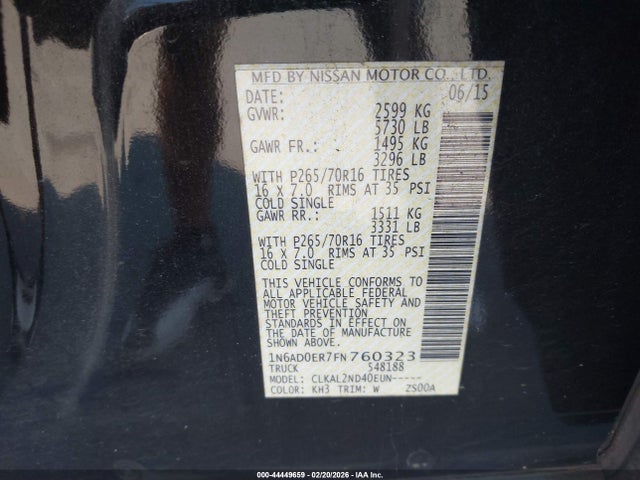 MFD BY NISSAN MOTOR CO., LTD.
DATE: 06/15
GVWR: 2599 KG
5730 LB
GAWR FR.: 1495 KG
3296 LB
WITH P265/70R16 TIRES
16 X 7.0 RIMS AT 35 PSI
COLD SINGLE
GAWR RR.: 1511 KG
3331 LB
WITH P265/70R16 TIRES
16 X 7.0 RIMS AT 35 PSI
COLD SINGLE
THIS VEHICLE CONFORMS TO
ALL APPLICABLE FEDERAL
MOTOR VEHICLE SAFETY AND
THEFT PREVENTION
STANDARDS IN EFFECT ON
THE DATE OF MANUFACTURE
SHOWN ABOVE.
1N6AD0ER7FN760323
TRUCK 548188
MODEL: CLKAL2ND40EUN-----
COLOR: KH3 TRIM: W ZS00A
000-44449659 - 02/20/2026 - IAA Inc.